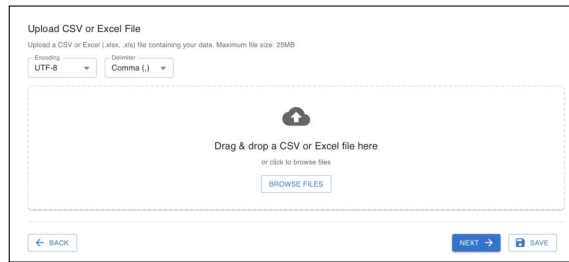 Upload CSV or Excel File
Upload a CSV or Excel (.xlsx, .xls) file containing your data. Maximum file size: 25MB
Encoding
UTF-8
Delimiter
Comma (,)
Drag & drop a CSV or Excel file here
or click to browse files
BROWSE FILES
BACK
NEXT
SAVE